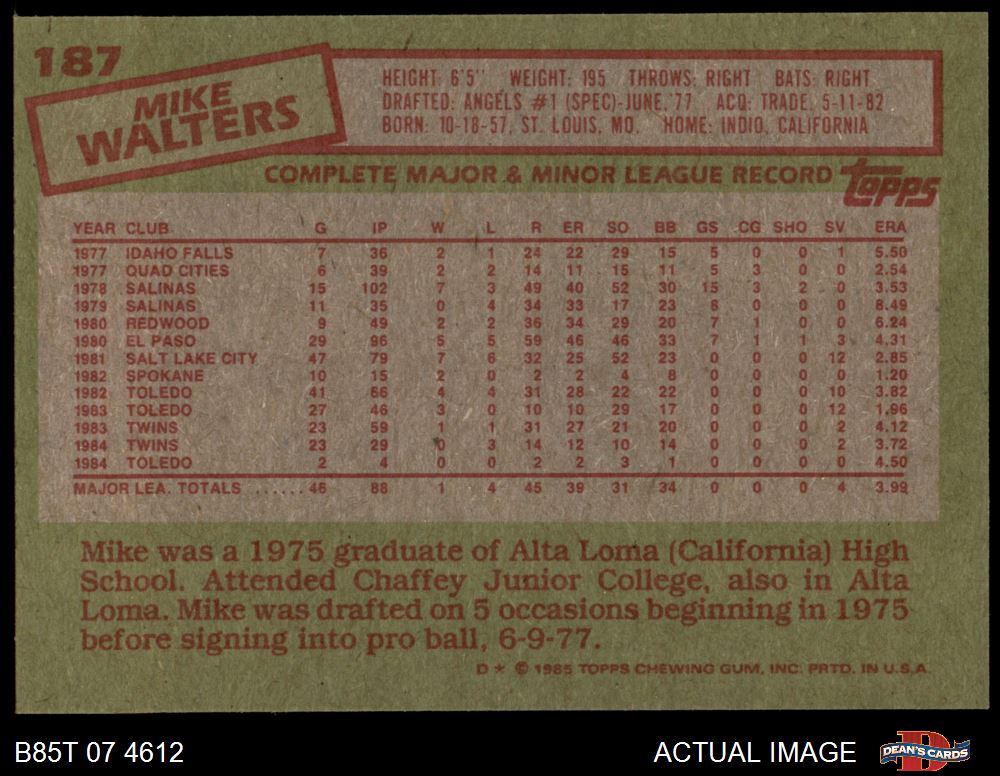 187
MIKE
WALTERS
HEIGHT: 6'5" WEIGHT: 195 THROWS: RIGHT BATS: RIGHT
DRAFTED: ANGELS #1 (SPEC)-JUNE, '77 ACQ: TRADE, 5-11-82
BORN: 10-18-57, ST. LOUIS, MO. HOME: INDIO, CALIFORNIA
COMPLETE MAJOR & MINOR LEAGUE RECORD topps
YEAR CLUB G IP W L R ER SO BB GS CG SHO SV ERA
1977 IDAHO FALLS 7 36 2 1 24 22 29 15 5 0 0 1 5.50
1977 QUAD CITIES 6 39 2 2 14 11 15 11 5 3 0 0 2.54
1978 SALINAS 15 102 7 3 49 40 52 30 15 3 2 0 3.53
1979 SALINAS 11 35 0 4 34 33 17 23 8 0 0 0 8.49
1980 REDWOOD 9 49 2 2 36 34 29 20 7 1 0 0 6.24
1980 EL PASO 29 96 5 5 59 46 46 33 7 1 1 3 4.31
1981 SALT LAKE CITY 47 79 7 6 32 25 52 23 0 0 0 12 2.85
1982 SPOKANE 10 15 2 0 2 2 4 8 0 0 0 0 1.20
1982 TOLEDO 41 66 4 4 31 28 22 22 0 0 0 10 3.82
1983 TOLEDO 27 46 3 0 10 10 29 17 0 0 0 12 1.96
1983 TWINS 23 59 1 1 31 27 21 20 0 0 0 2 4.12
1984 TWINS 23 29 0 3 14 12 10 14 0 0 0 2 3.72
1984 TOLEDO 2 4 0 0 2 2 3 1 0 0 0 0 4.50
MAJOR LEA. TOTALS ...... 46 88 1 4 45 39 31 34 0 0 0 4 3.99
Mike was a 1975 graduate of Alta Loma (California) High
School. Attended Chaffey Junior College, also in Alta
Loma. Mike was drafted on 5 occasions beginning in 1975
before signing into pro ball, 6-9-77.
D * © 1985 TOPPS CHEWING GUM, INC. PRTD. IN U.S.A.
B85T 07 4612 ACTUAL IMAGE DEAN'S CARDS